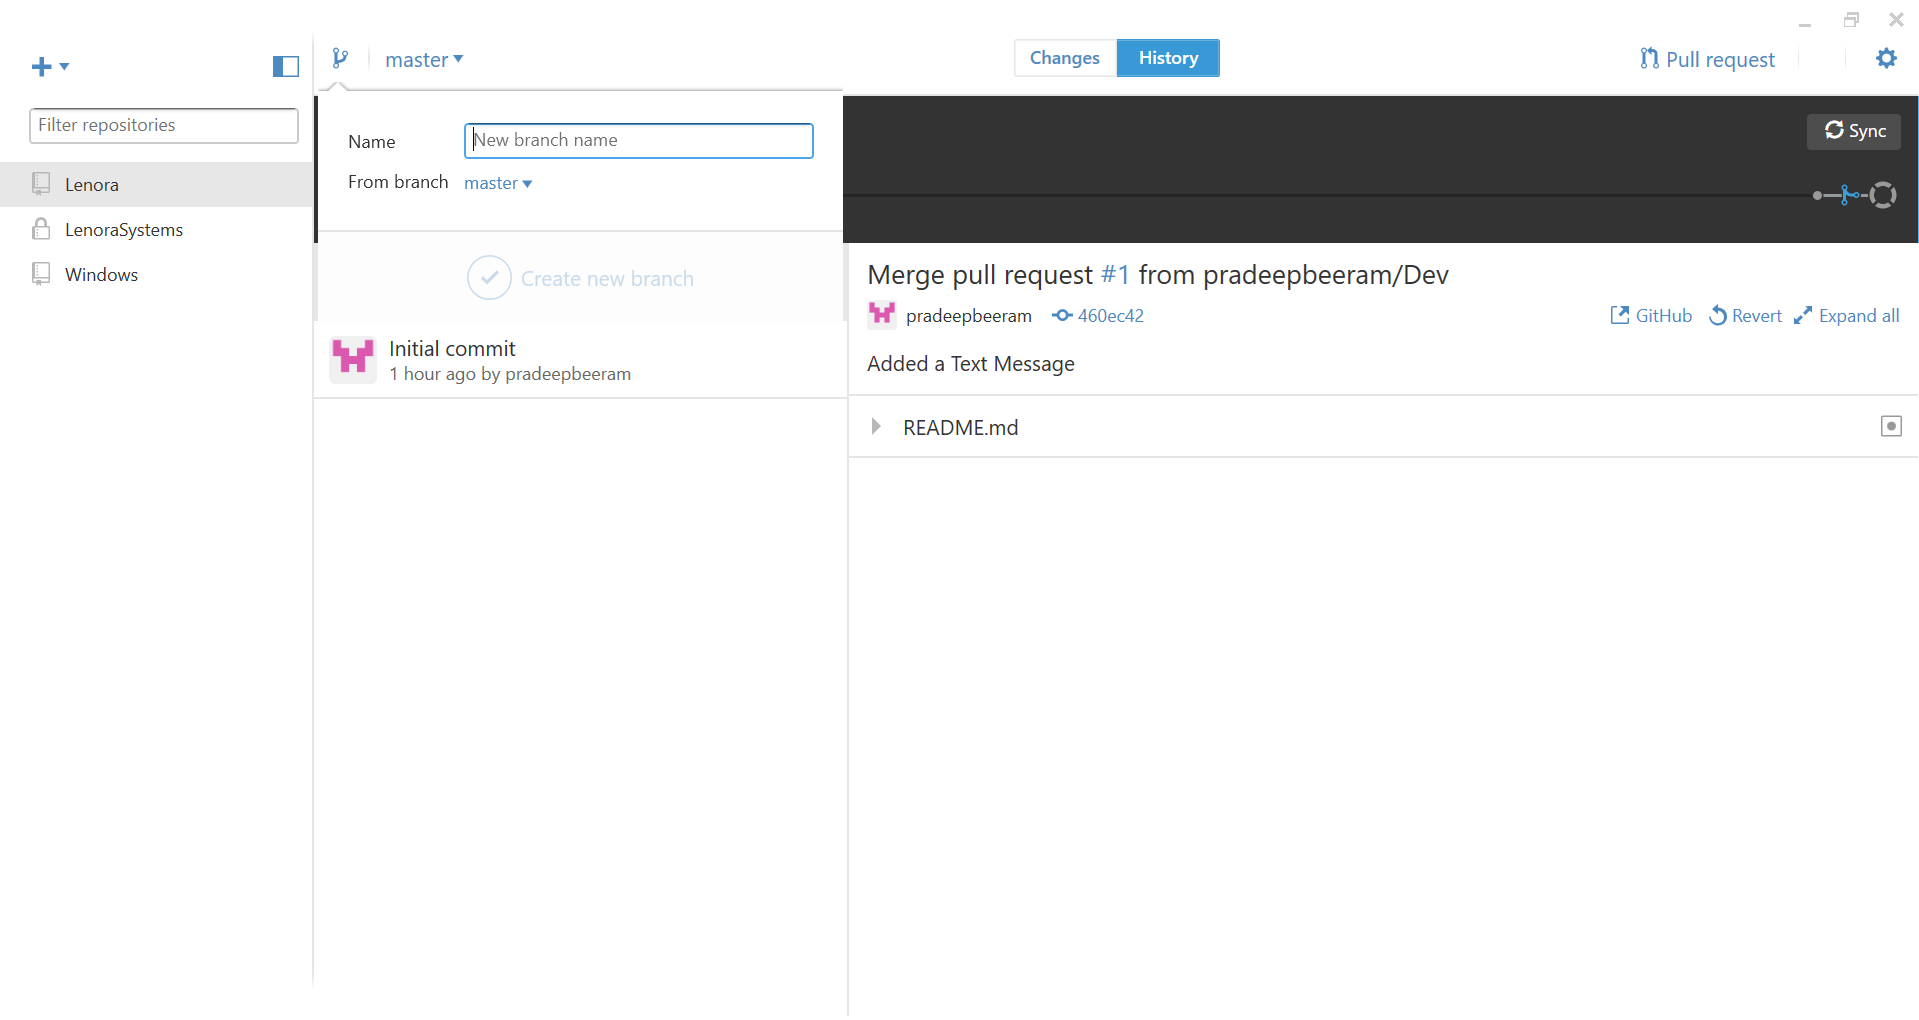 master
Changes
History
Pull request
Filter repositories
Lenora
LenoraSystems
Windows
Name
New branch name
From branch
master
Create new branch
Initial commit
1 hour ago by pradeepbeeram
Sync
Merge pull request #1 from pradeepbeeram/Dev
pradeepbeeram
460ec42
GitHub
Revert
Expand all
Added a Text Message
README.md